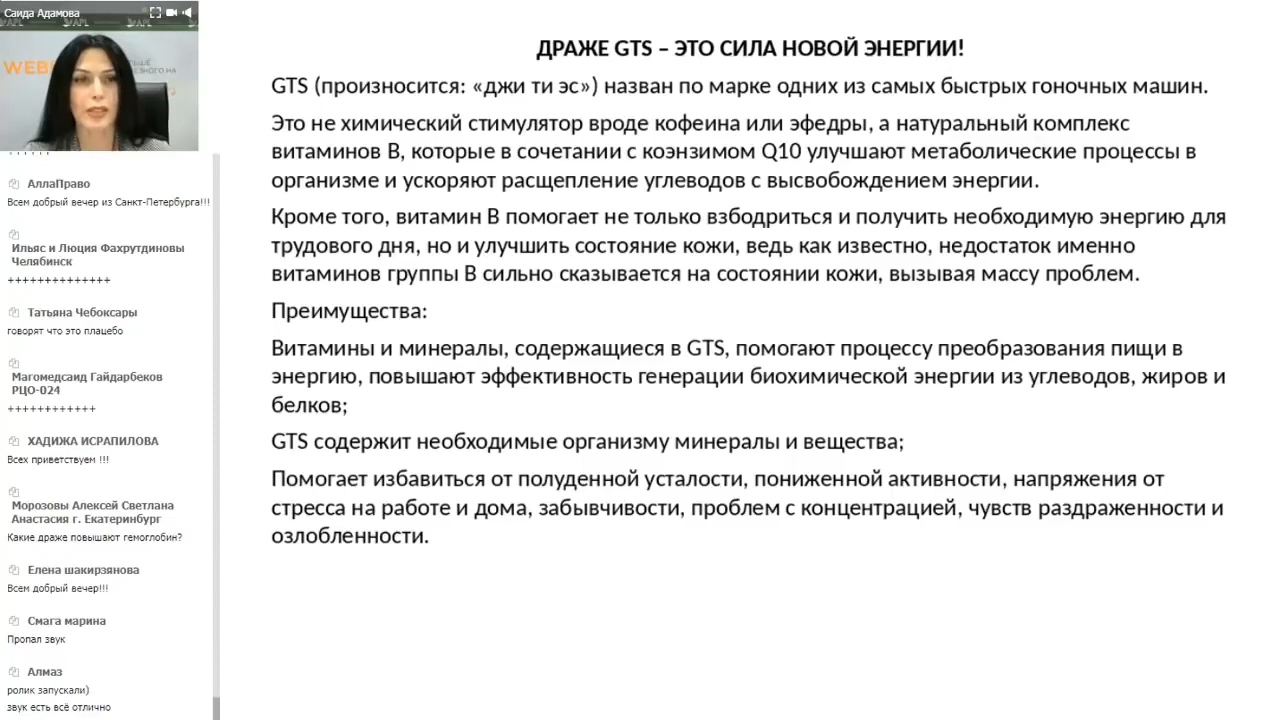 Саида Адамова
WEB
ДРАЖЕ GTS – ЭТО СИЛА НОВОЙ ЭНЕРГИИ!
GTS (произносится: «джи ти эс») назван по марке одних из самых быстрых гоночных машин.
Это не химический стимулятор вроде кофеина или эфедры, а натуральный комплекс
витаминов В, которые в сочетании с коэнзимом Q10 улучшают метаболические процессы в
организме и ускоряют расщепление углеводов с высвобождением энергии.
Кроме того, витамин В помогает не только взбодриться и получить необходимую энергию для
трудового дня, но и улучшить состояние кожи, ведь как известно, недостаток именно
витаминов группы В сильно сказывается на состоянии кожи, вызывая массу проблем.
Преимущества:
Витамины и минералы, содержащиеся в GTS, помогают процессу преобразования пищи в
энергию, повышают эффективность генерации биохимической энергии из углеводов, жиров и
белков;
GTS содержит необходимые организму минералы и вещества;
Помогает избавиться от полуденной усталости, пониженной активности, напряжения от
стресса на работе и дома, забывчивости, проблем с концентрацией, чувств раздраженности и
озлобленности.
АллаПраво
Всем добрый вечер из Санкт-Петербурга!!!
Ильяс и Люция Фахрутдиновы
Челябинск
++++++++++++++
Татьяна Чебоксары
говорят что это плацебо
Магомедсаид Гайдарбеков
РЦО-024
++++++++++++
ХАДИЖА ИСРАПИЛОВА
Всех приветствуем !!!
Морозовы Алексей Светлана
Анастасия г. Екатеринбург
Какие драже повышают гемоглобин?
Елена шакирзянова
Всем добрый вечер!!!
Смага марина
Пропал звук
Алмаз
ролик запускали)
звук есть всё отлично